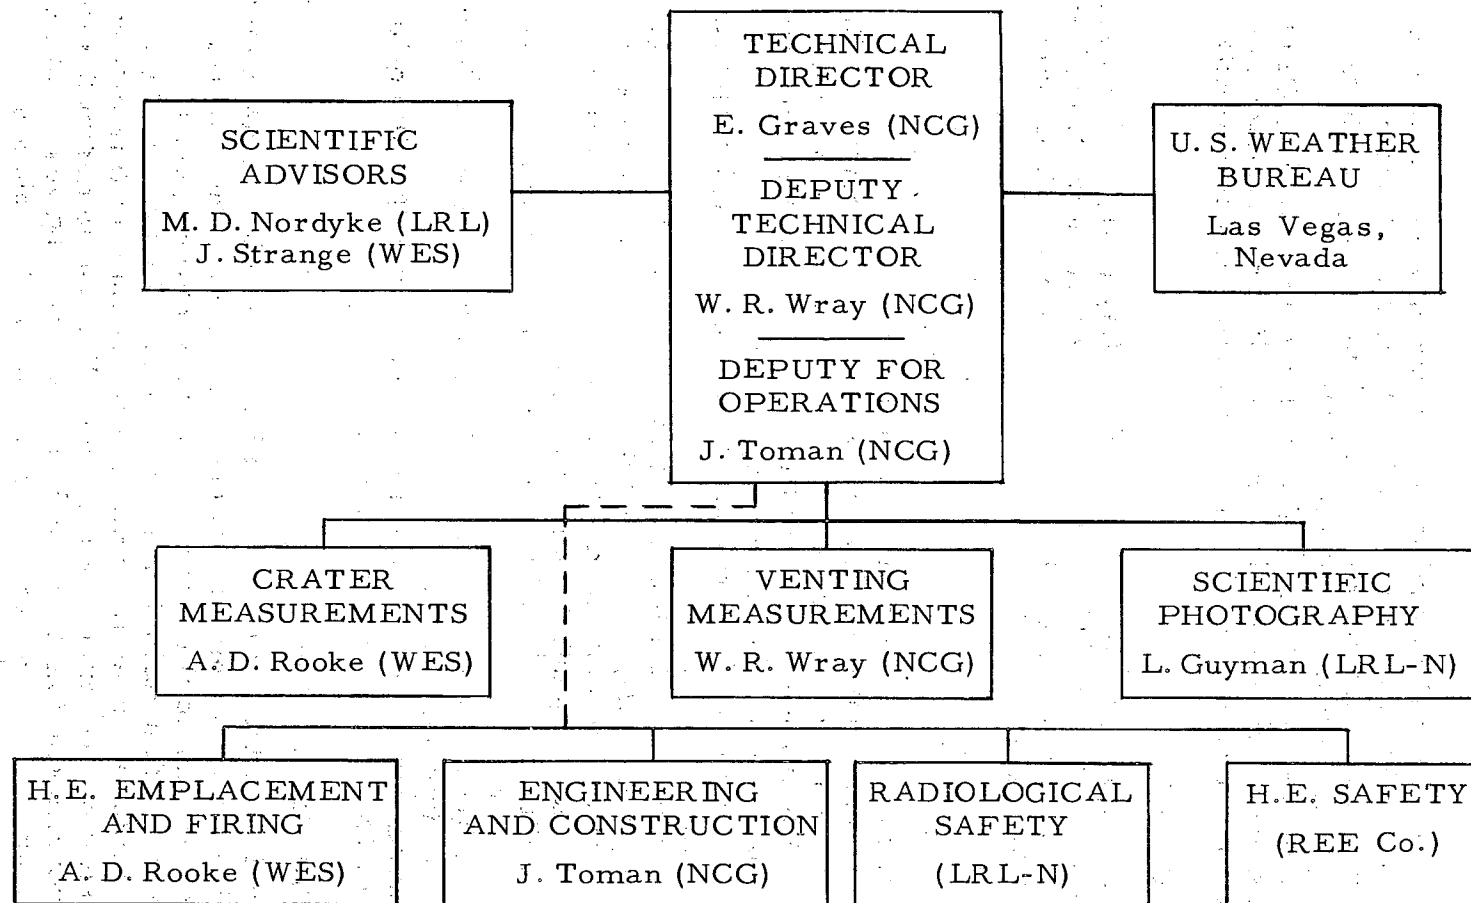 TECHNICAL
DIRECTOR
E. Graves (NCG)
DEPUTY
TECHNICAL
DIRECTOR
W. R. Wray (NCG)
DEPUTY FOR
OPERATIONS
J. Toman (NCG)
SCIENTIFIC
ADVISORS
M. D. Nordyke (LRL)
J. Strange (WES)
U. S. WEATHER
BUREAU
Las Vegas,
Nevada
CRATER
MEASUREMENTS
A. D. Rooke (WES)
VENTING
MEASUREMENTS
W. R. Wray (NCG)
SCIENTIFIC
PHOTOGRAPHY
L. Guyman (LRL-N)
H. E. EMPLACEMENT
AND FIRING
A. D. Rooke (WES)
ENGINEERING
AND CONSTRUCTION
J. Toman (NCG)
RADIOLOGICAL
SAFETY
(LRL-N)
H. E. SAFETY
(REE Co.)